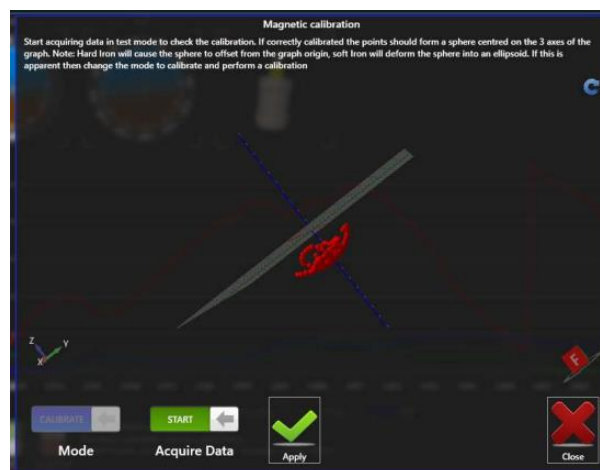 Magnetic calibration
Start acquiring data in test mode to check the calibration. If correctly calibrated the points should form a sphere centred on the 3 axes of the
graph. Note: Hard Iron will cause the sphere to offset from the graph origin, soft Iron will deform the sphere into an ellipsoid. If this is
apparent then change the mode to calibrate and perform a calibration
Z
Y
X
F
CALIBRATE
START
Mode
Acquire Data
Apply
Close